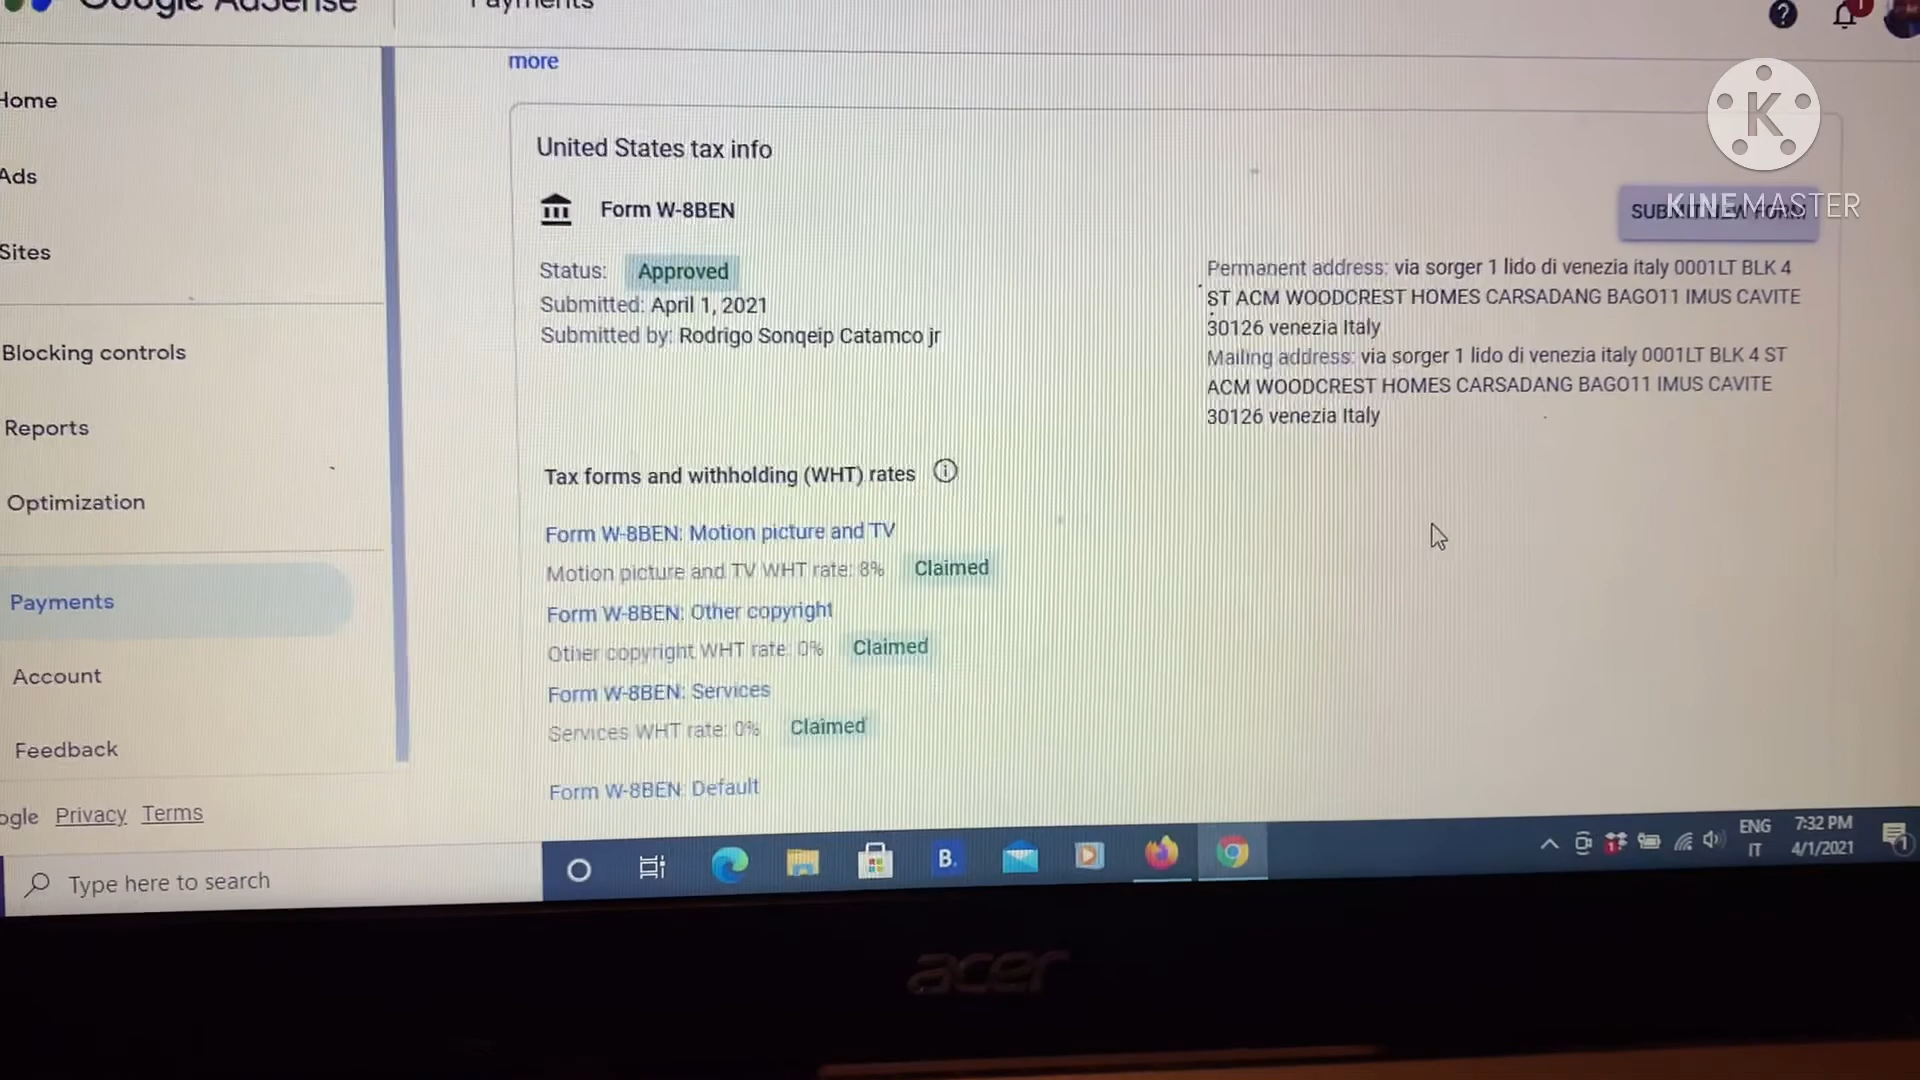 Google AdSense
Payments
more
Home
Ads
Sites
Blocking controls
Reports
Optimization
Payments
Account
Feedback
ogle Privacy Terms
United States tax info
Form W-8BEN
Status: Approved
Submitted: April 1, 2021
Submitted by: Rodrigo Sonqeip Catamco jr
K
KINEMASTER
SUBMIT NEW FORM
Permanent address: via sorger 1 lido di venezia italy 0001LT BLK 4
ST ACM WOODCREST HOMES CARSADANG BAGO11 IMUS CAVITE
30126 venezia Italy
Mailing address: via sorger 1 lido di venezia italy 0001LT BLK 4 ST
ACM WOODCREST HOMES CARSADANG BAGO11 IMUS CAVITE
30126 venezia Italy
Tax forms and withholding (WHT) rates
Form W-8BEN: Motion picture and TV
Motion picture and TV WHT rate: 8% Claimed
Form W-8BEN: Other copyright
Other copyright WHT rate: 0% Claimed
Form W-8BEN: Services
Services WHT rate: 0% Claimed
Form W-8BEN: Default
Type here to search
B.
1
ENG
IT
7:32 PM
4/1/2021
1
acer